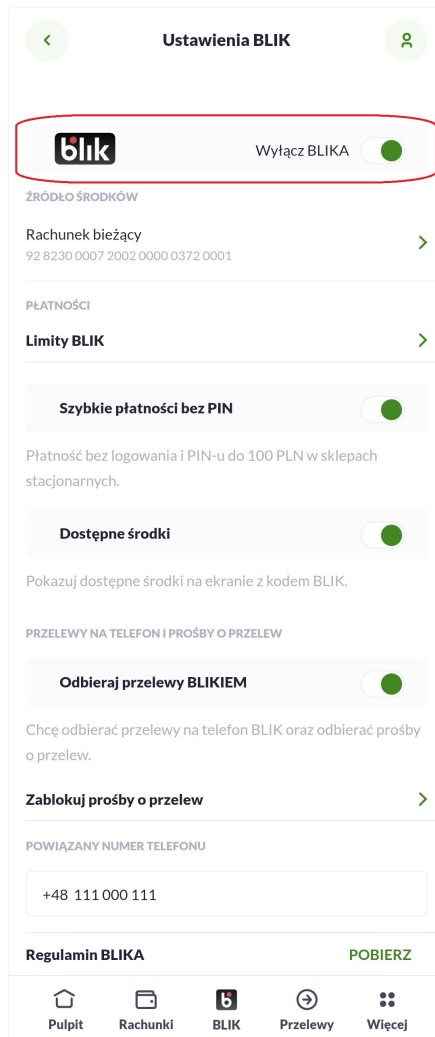 Ustawienia BLIK
blik
Wyłącz BLIKA
ŹRÓDŁO ŚRODKÓW
Rachunek bieżący
92 8230 0007 2002 0000 0372 0001
PŁATNOŚCI
Limity BLIK
Szybkie płatności bez PIN
Płatność bez logowania i PIN-u do 100 PLN w sklepach
stacjonarnych.
Dostępne środki
Pokazuj dostępne środki na ekranie z kodem BLIK.
PRZELEWY NA TELEFON I PROŚBY O PRZELEW
Odbieraj przelewy BLIKIEM
Chcę odbierać przelewy na telefon BLIK oraz odbierać prośby
o przelew.
Zablokuj prośby o przelew
POWIĄZANY NUMER TELEFONU
+48 111 000 111
Regulamin BLIKA
POBIERZ
Pulpit
Rachunki
BLIK
Przelewy
Więcej